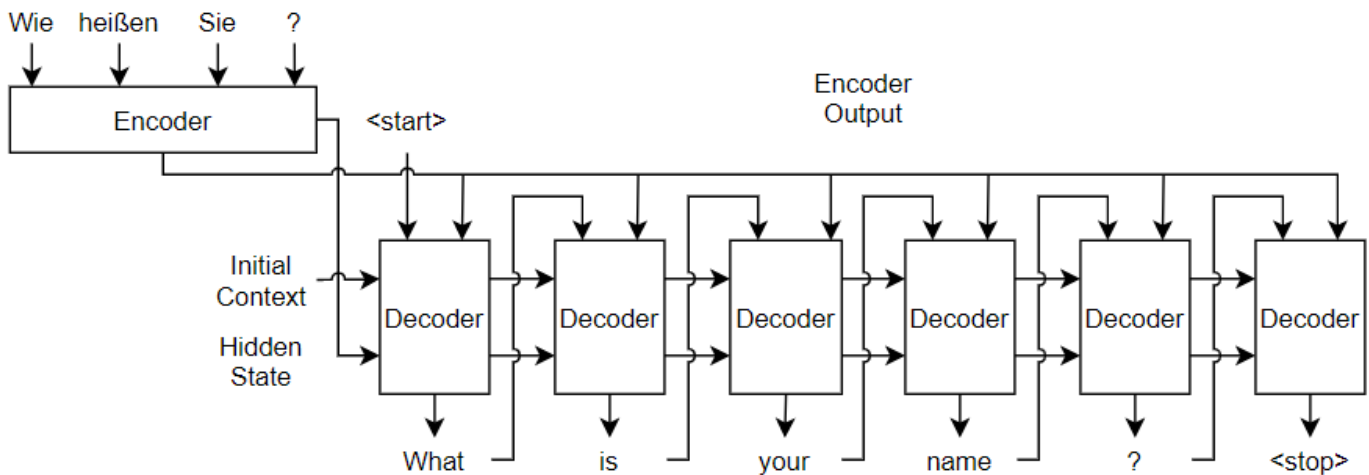 Wie heißen Sie ?
Encoder
<start>
Encoder
Output
Initial
Context
Hidden
State
Decoder Decoder Decoder Decoder Decoder Decoder
What is your name ? <stop>